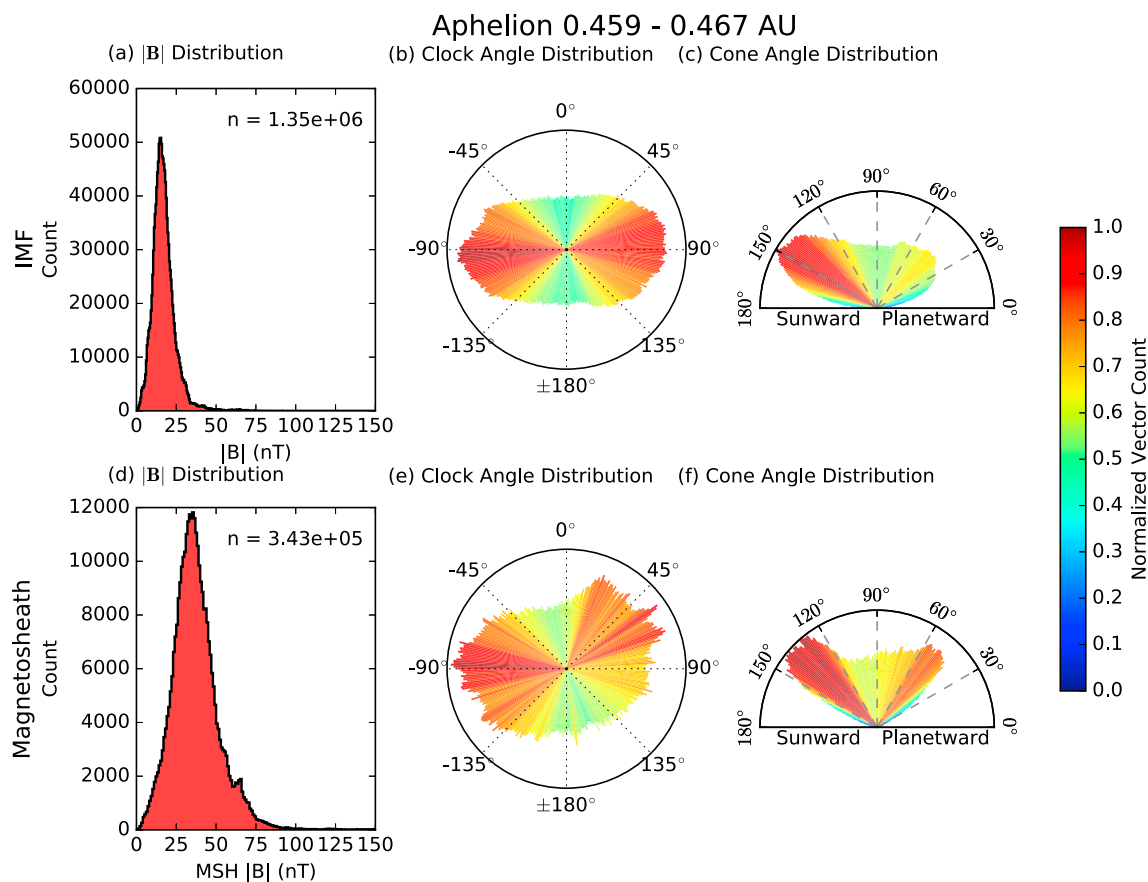 Aphelion 0.459 - 0.467 AU
(a) |B| Distribution
(b) Clock Angle Distribution
(c) Cone Angle Distribution
IMF
Count
60000
50000
40000
30000
20000
10000
0
n = 1.35e+06
0 25 50 75 100 125 150
|B| (nT)
0°
-45° 45°
-90° 90°
-135° 135°
±180°
90°
120° 60°
150° 30°
180° 0°
Sunward Planetward
1.0
0.9
0.8
0.7
0.6
0.5
0.4
0.3
0.2
0.1
0.0
Normalized Vector Count
(d) |B| Distribution
(e) Clock Angle Distribution
(f) Cone Angle Distribution
Magnetosheath
Count
12000
10000
8000
6000
4000
2000
0
n = 3.43e+05
0 25 50 75 100 125 150
MSH |B| (nT)
0°
-45° 45°
-90° 90°
-135° 135°
±180°
90°
120° 60°
150° 30°
180° 0°
Sunward Planetward